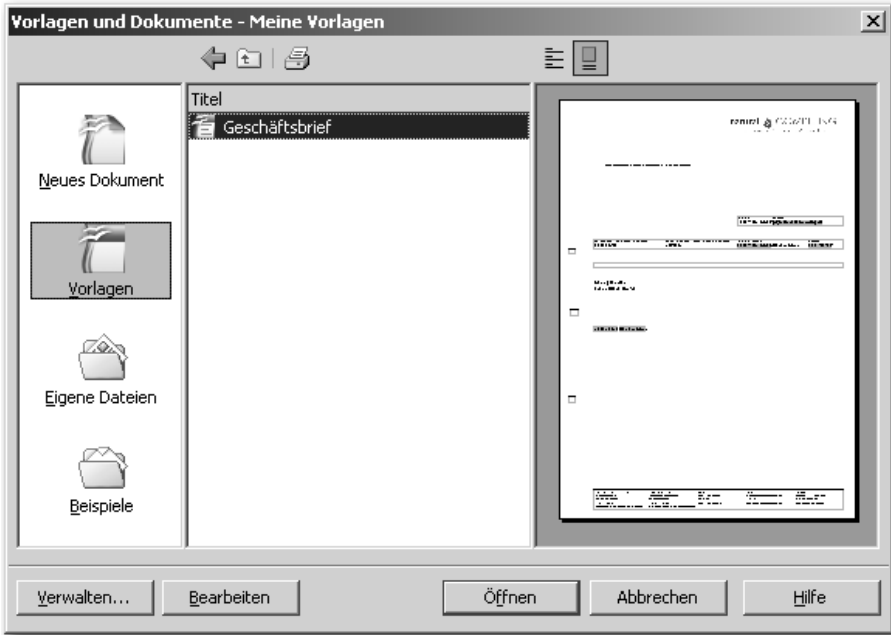 Vorlagen und Dokumente - Meine Vorlagen
Titel
Geschäftsbrief
Neues Dokument
Vorlagen
Eigene Dateien
Beispiele
Verwalten...
Bearbeiten
Öffnen
Abbrechen
Hilfe